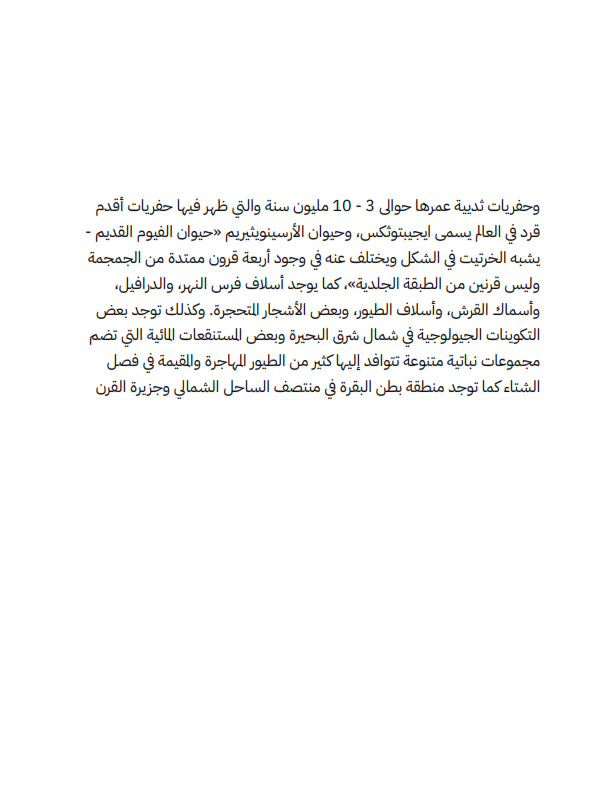 وحفريات ثديية عمرها حوالى 3 - 10 مليون سنة والتي ظهر فيها حفريات أقدم
قرد في العالم يسمى ايجيبتوثكس، وحيوان الأرسينويثيريم «حيوان الفيوم القديم -
يشبه الخرتيت في الشكل ويختلف عنه في وجود أربعة قرون ممتدة من الجمجمة
وليس قرنين من الطبقة الجلدية»، كما يوجد أسلاف فرس النهر، والدرافيل،
وأسماك القرش، وأسلاف الطيور، وبعض الأشجار المتحجرة. وكذلك توجد بعض
التكوينات الجيولوجية في شمال شرق البحيرة وبعض المستنقعات المائية التي تضم
مجموعات نباتية متنوعة تتوافد إليها كثير من الطيور المهاجرة والمقيمة في فصل
الشتاء كما توجد منطقة بطن البقرة في منتصف الساحل الشمالي وجزيرة القرن